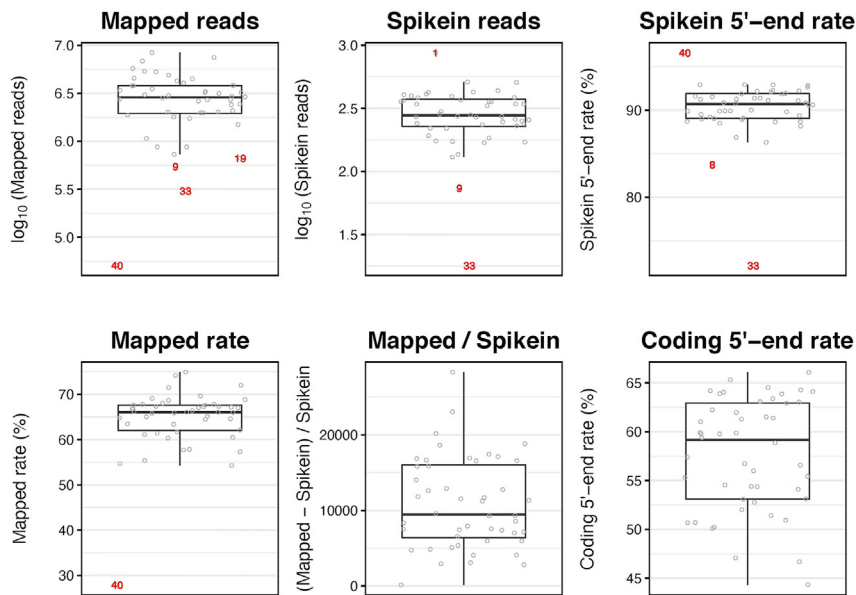 Mapped reads
Spikein reads
Spikein 5'−end rate
log10 (Mapped reads)
7.0
6.5
6.0
5.5
5.0
9
33
19
40
log10 (Spikein reads)
3.0
2.5
2.0
1.5
1
9
33
Spikein 5'−end rate (%)
90
80
40
8
33
Mapped rate
Mapped / Spikein
Coding 5'−end rate
Mapped rate (%)
70
60
50
40
30
40
(Mapped − Spikein) / Spikein
20000
10000
0
Coding 5'−end rate (%)
65
60
55
50
45